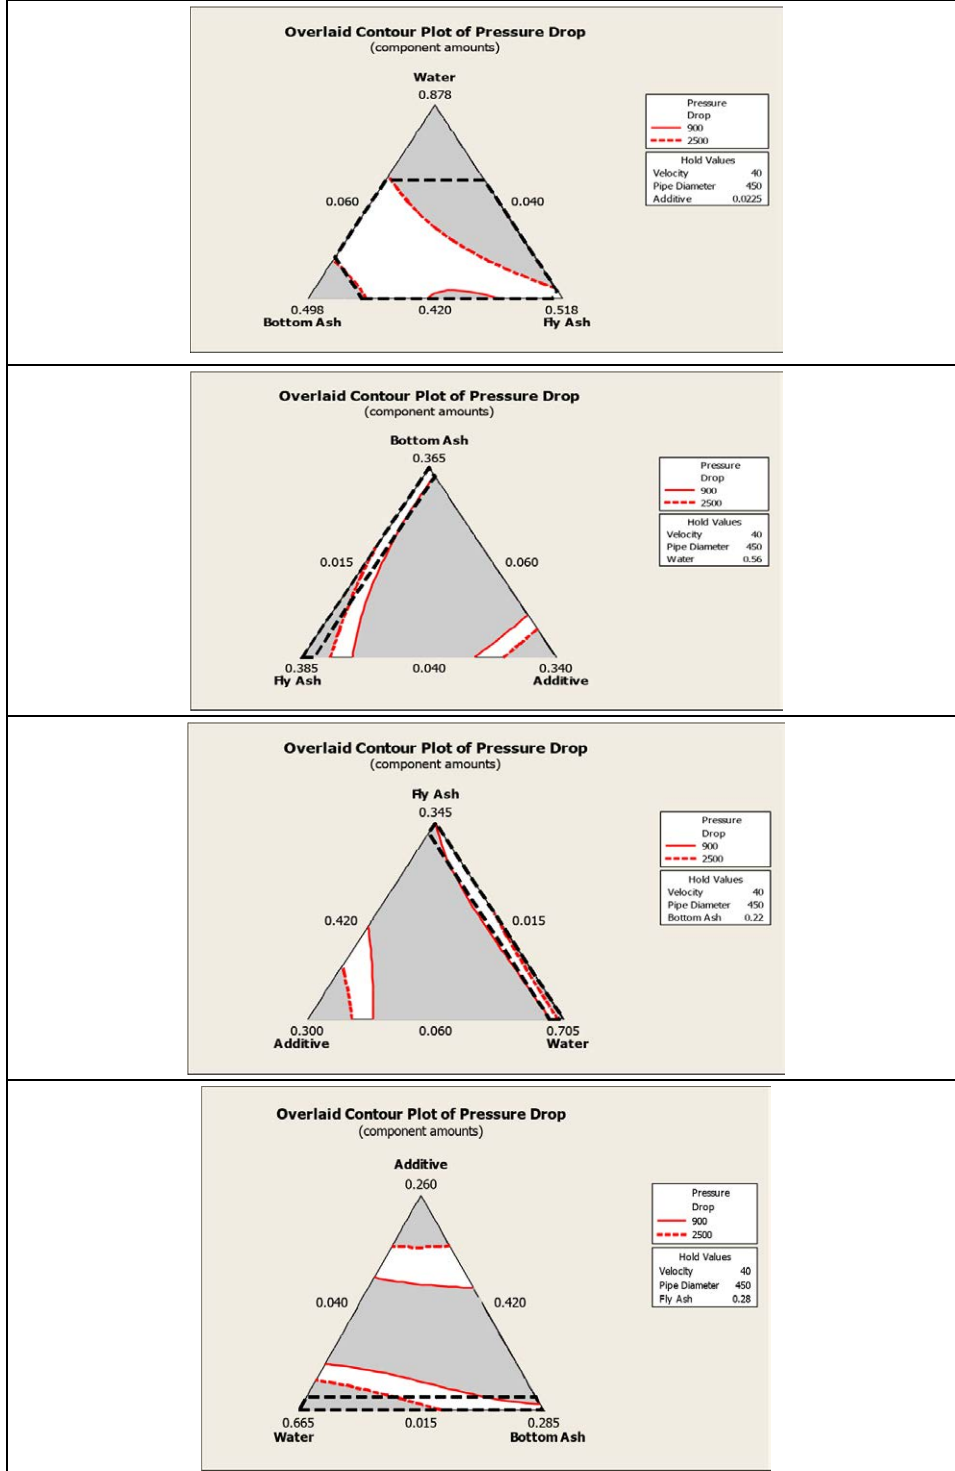 Overlaid Contour Plot of Pressure Drop
(component amounts)
Water
0.878
Pressure
Drop
900
2500
Hold Values
Velocity 40
Pipe Diameter 450
Additive 0.0225
0.060
0.040
0.498
0.420
0.518
Bottom Ash
Fly Ash
Overlaid Contour Plot of Pressure Drop
(component amounts)
Bottom Ash
0.365
Pressure
Drop
900
2500
Hold Values
Velocity 40
Pipe Diameter 450
Water 0.56
0.015
0.060
0.385
0.040
0.340
Fly Ash
Additive
Overlaid Contour Plot of Pressure Drop
(component amounts)
Fly Ash
0.345
Pressure
Drop
900
2500
Hold Values
Velocity 40
Pipe Diameter 450
Bottom Ash 0.22
0.420
0.015
0.300
0.060
0.705
Additive
Water
Overlaid Contour Plot of Pressure Drop
(component amounts)
Additive
0.260
Pressure
Drop
900
2500
Hold Values
Velocity 40
Pipe Diameter 450
Fly Ash 0.28
0.040
0.420
0.665
0.015
0.285
Water
Bottom Ash